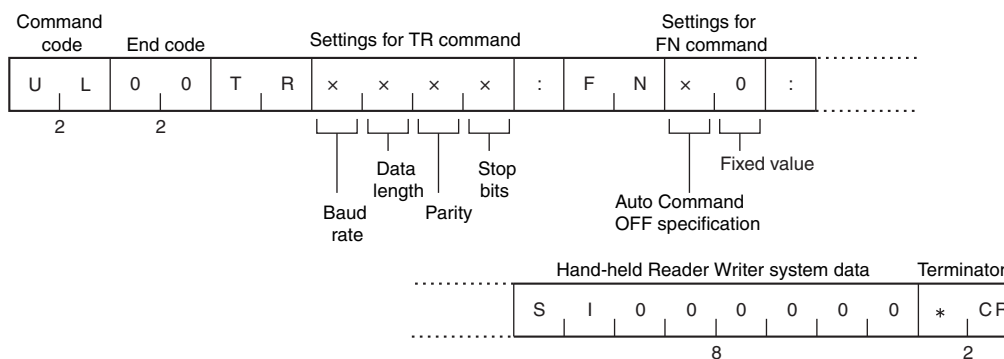 Command code
End code
Settings for TR command
Settings for FN command
U L 0 0 T R × × × × : F N × 0 :
2 2
Baud rate
Data length
Parity
Stop bits
Auto Command OFF specification
Fixed value
Hand-held Reader Writer system data
Terminator
S I 0 0 0 0 0 0 * CR
8 2